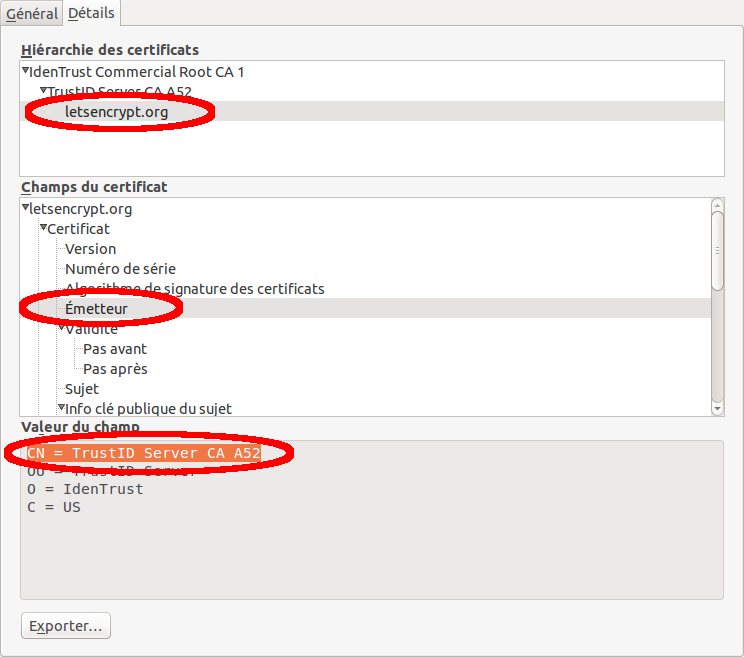 Général
Détails
Hiérarchie des certificats
IdenTrust Commercial Root CA 1
TrustID Server CA A52
letsencrypt.org
Champs du certificat
letsencrypt.org
Certificat
Version
Numéro de série
Algorithme de signature des certificats
Émetteur
Validité
Pas avant
Pas après
Sujet
Info clé publique du sujet
Valeur du champ
CN = TrustID Server CA A52
OU = TrustID Server
O = IdenTrust
C = US
Exporter...